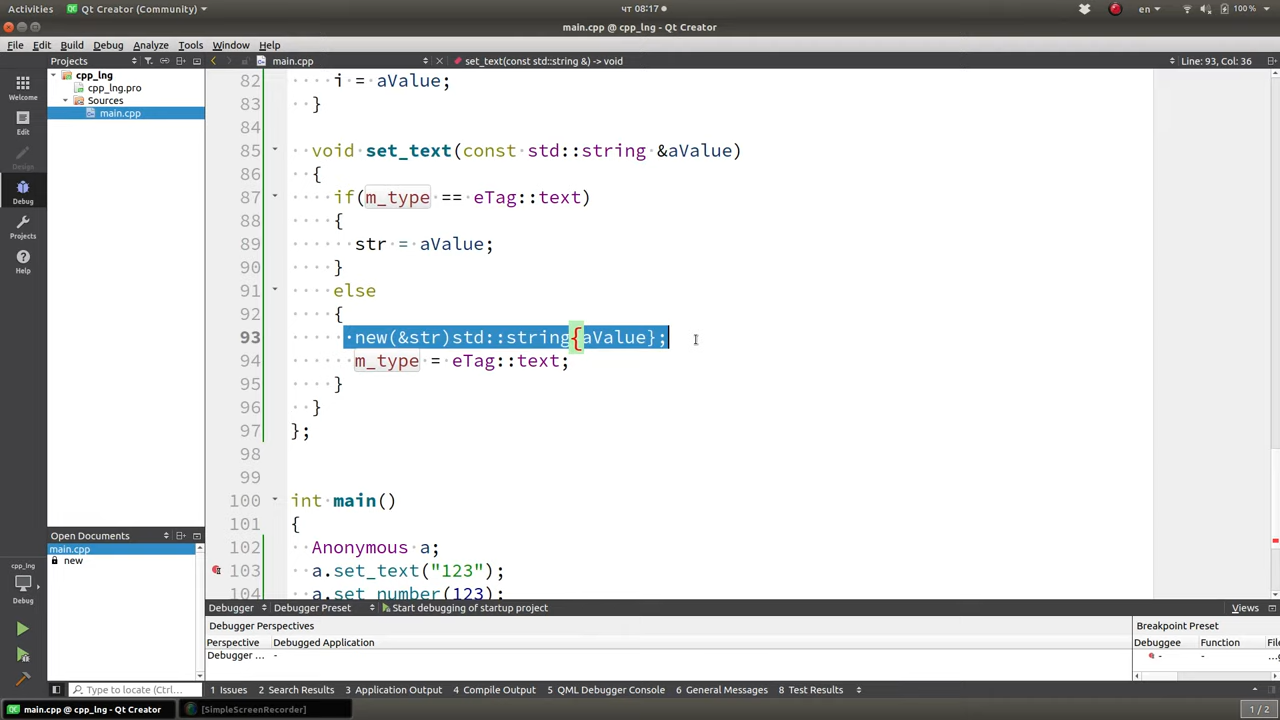 Activities
Qt Creator (Community)
чт 08:17
en
100 %
main.cpp @ cpp_lng - Qt Creator
File Edit Build Debug Analyze Tools Window Help
Projects
main.cpp
set_text(const std::string &) -> void
Line: 93, Col: 36
Welcome
Edit
Design
Debug
Projects
Help
cpp_lng
cpp_lng.pro
Sources
main.cpp
82 i = aValue;
83 }
84
85 void set_text(const std::string &aValue)
86 {
87 if(m_type == eTag::text)
88 {
89 str = aValue;
90 }
91 else
92 {
93 new(&str)std::string{aValue};
94 m_type = eTag::text;
95 }
96 }
97 };
98
99
100 int main()
101 {
102 Anonymous a;
103 a.set_text("123");
104 a.set_number(123);
Open Documents
main.cpp
new
cpp_lng
Debug
Debugger
Debugger Preset
Start debugging of startup project
Views
Debugger Perspectives
Breakpoint Preset
Perspective Debugged Application
Debuggee Function
Debugger ... -
- -
Type to locate (Ctrl...
1 Issues 2 Search Results 3 Application Output 4 Compile Output 5 QML Debugger Console 6 General Messages 8 Test Results
main.cpp @ cpp_lng - Qt Creator
[SimpleScreenRecorder]
1 / 2